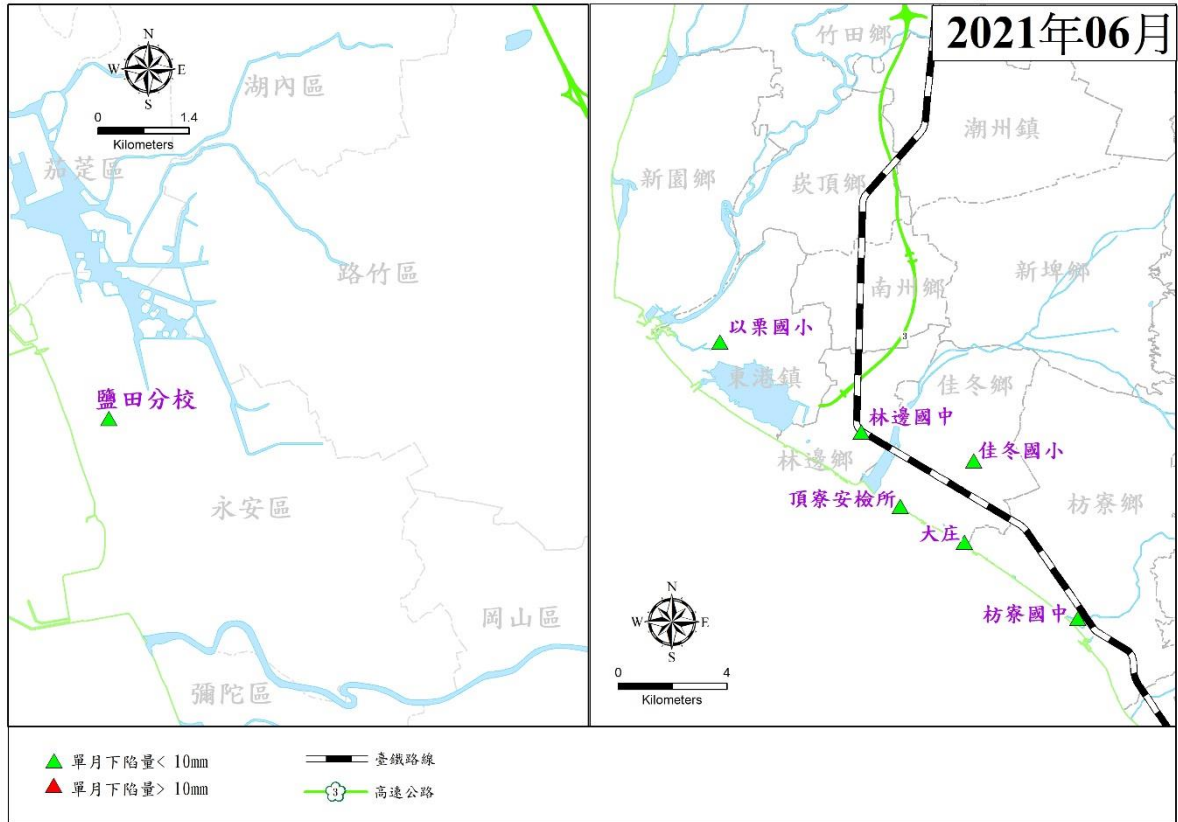 2021年06月
N
W
E
S
0
1.4
Kilometers
湖內區
茄萣區
路竹區
鹽田分校
永安區
岡山區
彌陀區
竹田鄉
潮州鎮
新園鄉
崁頂鄉
新埤鄉
南州鄉
3
以栗國小
東港鎮
佳冬鄉
林邊國中
佳冬國小
林邊鄉
頂寮安檢所
枋寮鄉
大庄
枋寮國中
N
W
E
S
0
4
Kilometers
單月下陷量< 10mm
臺鐵路線
單月下陷量> 10mm
3
高速公路